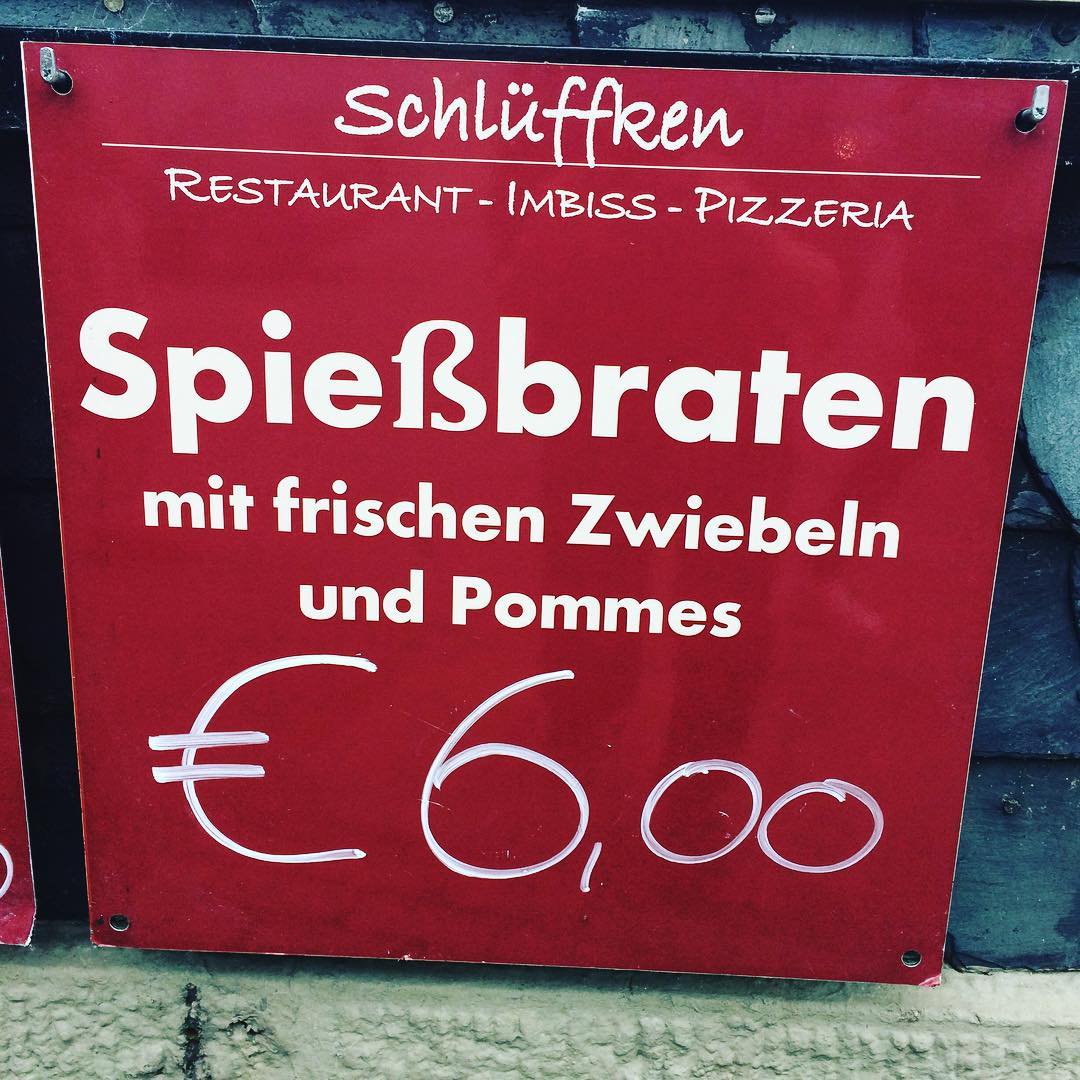 Schlüffken
RESTAURANT - IMBISS - PIZZERIA
Spießbraten
mit frischen Zwiebeln
und Pommes
€ 6,00